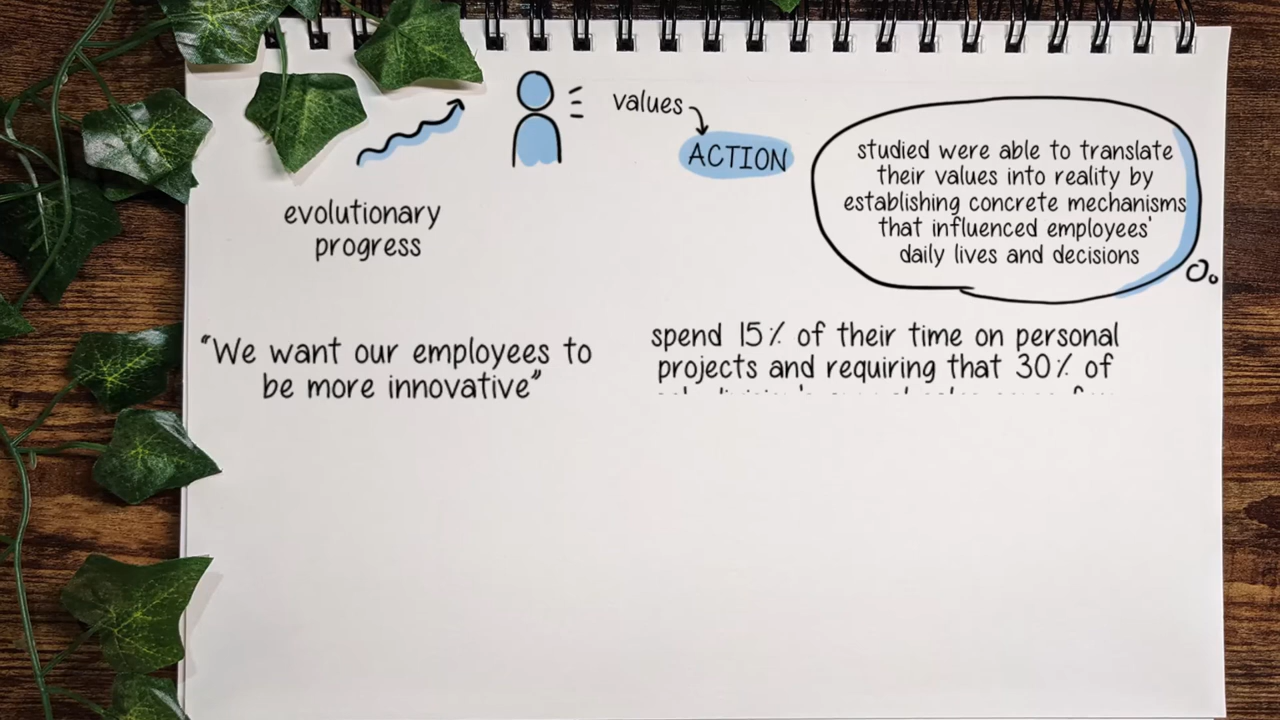 evolutionary
progress
values
ACTION
studied were able to translate
their values into reality by
establishing concrete mechanisms
that influenced employees'
daily lives and decisions
"We want our employees to
be more innovative"
spend 15% of their time on personal
projects and requiring that 30% of